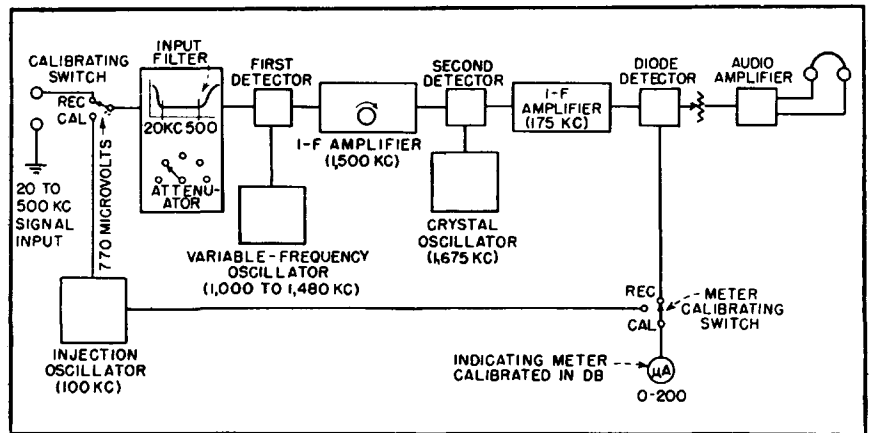 CALIBRATING
SWITCH
REC
CAL
20 TO
500 KC
SIGNAL
INPUT
770 MICROVOLTS
INPUT
FILTER
20KC 500
ATTENU-
ATOR
FIRST
DETECTOR
I-F AMPLIFIER
(1,500 KC)
SECOND
DETECTOR
I-F
AMPLIFIER
(175 KC)
DIODE
DETECTOR
AUDIO
AMPLIFIER
VARIABLE-FREQUENCY
OSCILLATOR
(1,000 TO 1,480 KC)
CRYSTAL
OSCILLATOR
(1,675 KC)
INJECTION
OSCILLATOR
(100 KC)
REC
CAL
METER
CALIBRATING
SWITCH
INDICATING METER
CALIBRATED IN DB
μA
0-200